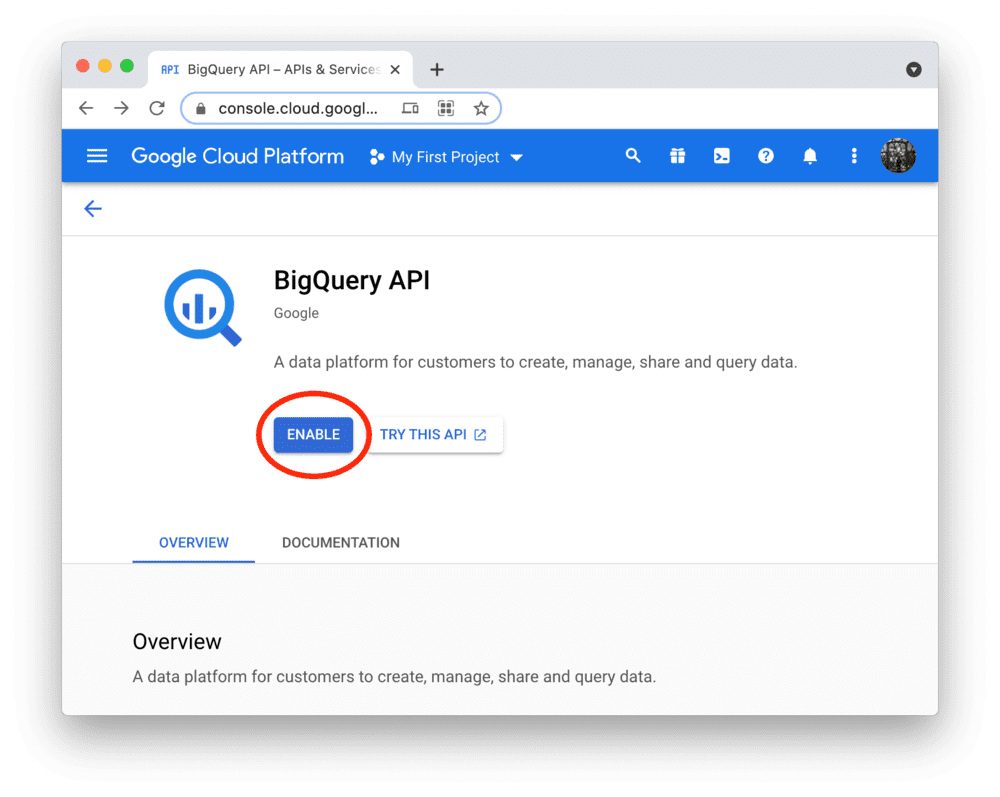 API BigQuery API – APIs & Services
console.cloud.googl...
Google Cloud Platform My First Project
BigQuery API
Google
A data platform for customers to create, manage, share and query data.
ENABLE TRY THIS API
OVERVIEW DOCUMENTATION
Overview
A data platform for customers to create, manage, share and query data.